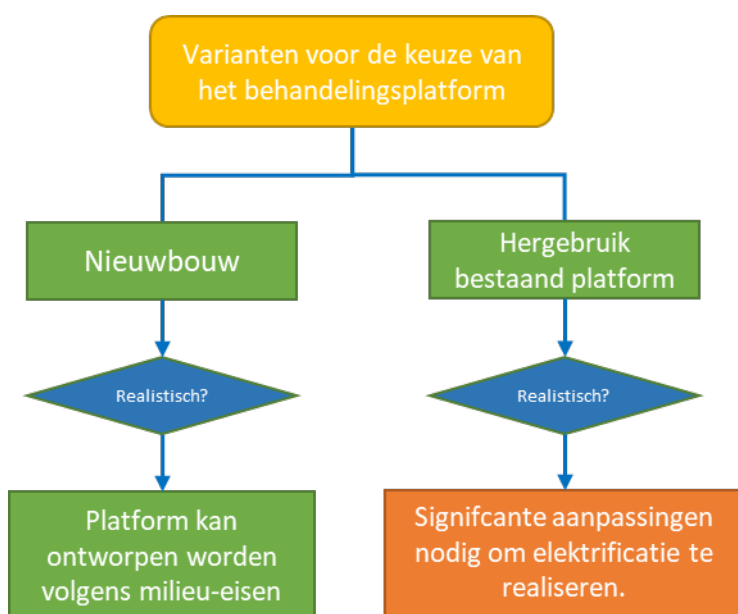 Varianten voor de keuze van
het behandelingsplatform
Nieuwbouw
Hergebruik
bestaand platform
Realistisch?
Realistisch?
Platform kan
ontworpen worden
volgens milieu-eisen
Signifcante aanpassingen
nodig om elektrificatie te
realiseren.